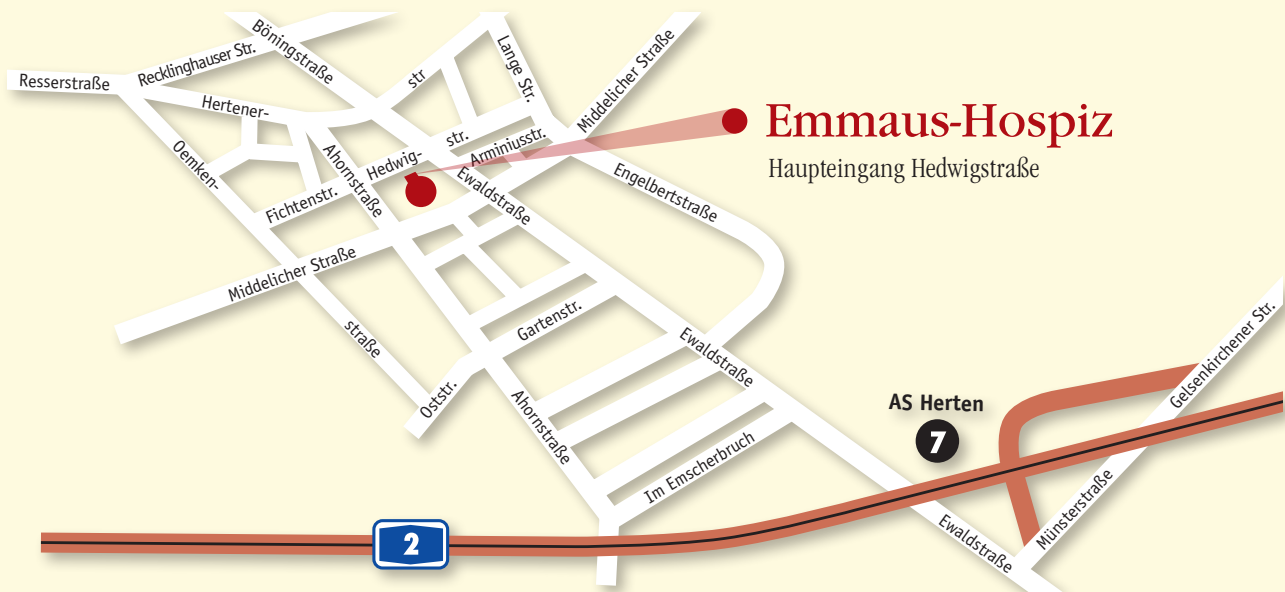 Böningstraße
Recklinghauser Str.
Resserstraße
Hertener-
str
Lange Str.
Middelicher Straße
Emmaus-Hospiz
Haupteingang Hedwigstraße
Oemken-
Ahornstraße
Hedwig-
str.
Arminiusstr.
Fichtenstr.
Ewaldstraße
Engelbertstraße
Middelicher Straße
straße
Gartenstr.
Oststr.
Ewaldstraße
Ahornstraße
Gelsenkirchener Str.
AS Herten
7
Im Emscherbruch
Münsterstraße
Ewaldstraße
2